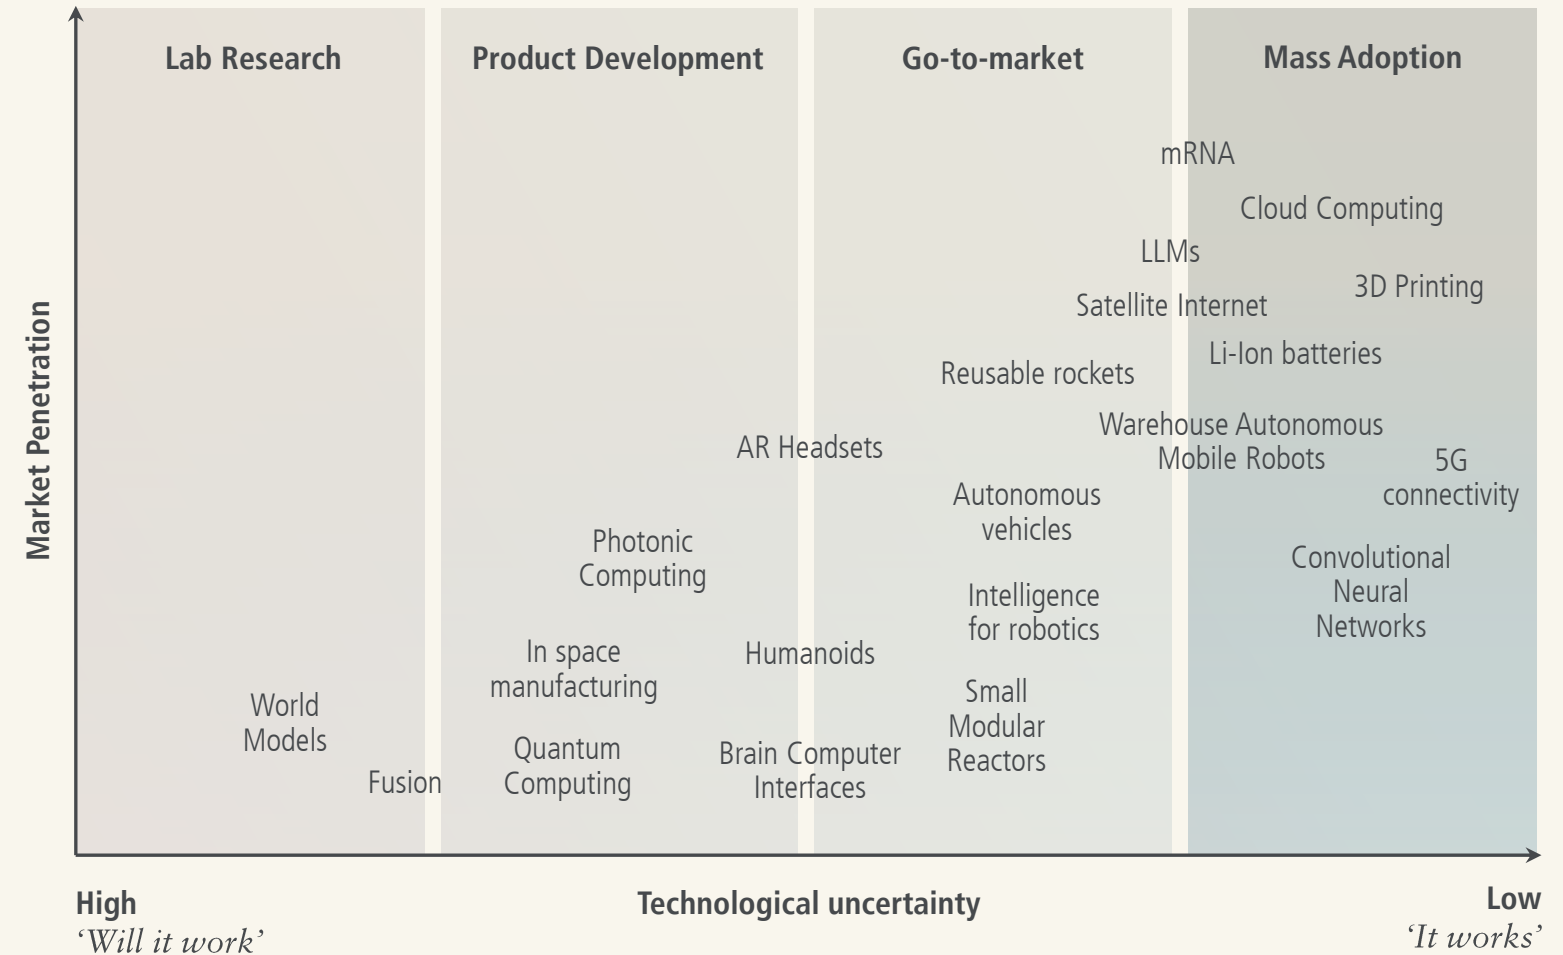 Lab Research
Product Development
Go-to-market
Mass Adoption
mRNA
Cloud Computing
LLMs
3D Printing
Satellite Internet
Li-Ion batteries
Reusable rockets
Warehouse Autonomous
Mobile Robots
AR Headsets
5G
connectivity
Autonomous
vehicles
Photonic
Computing
Convolutional
Neural
Networks
Intelligence
for robotics
In space
manufacturing
Humanoids
Small
Modular
Reactors
World
Models
Quantum
Computing
Brain Computer
Interfaces
Fusion
Market Penetration
High
‘Will it work’
Technological uncertainty
Low
‘It works’